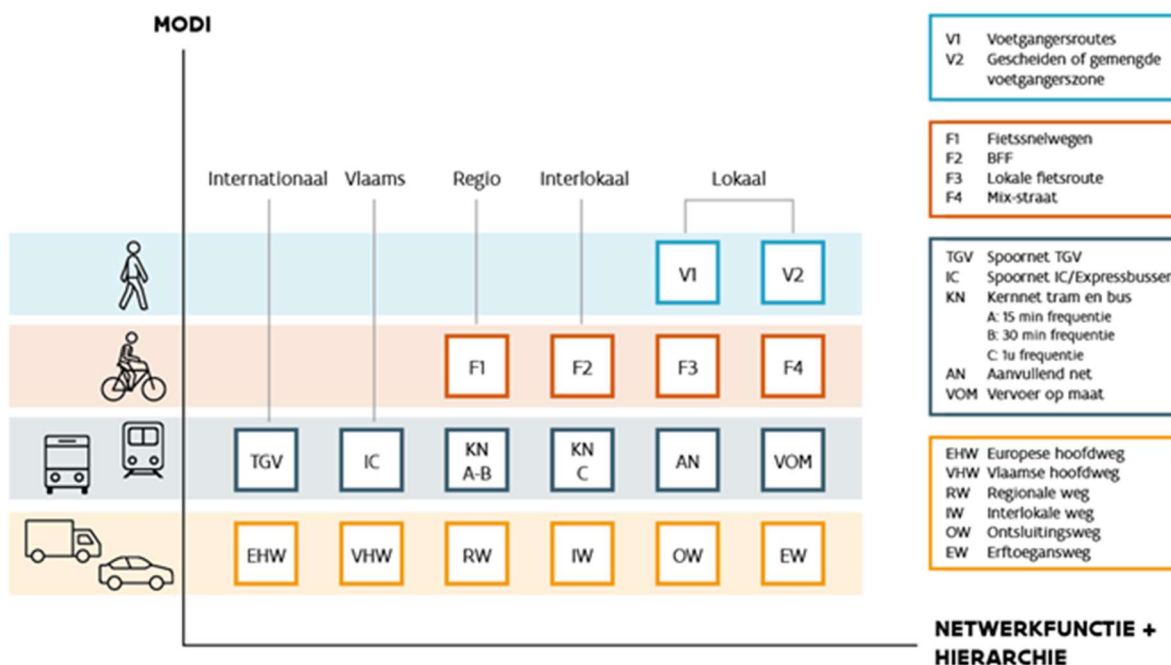 MODI
Internationaal Vlaams Regio Interlokaal Lokaal
V1 V2
F1 F2 F3 F4
TGV IC KN A-B KN C AN VOM
EHW VHW RW IW OW EW
NETWERKFUNCTIE +
HIERARCHIE
V1 Voetgangersroutes
V2 Gescheiden of gemengde
voetgangerszone
F1 Fietssnelwegen
F2 BFF
F3 Lokale fietsroute
F4 Mix-straat
TGV Spoornet TGV
IC Spoornet IC/Expressbussen
KN Kernnet tram en bus
A: 15 min frequentie
B: 30 min frequentie
C: 1u frequentie
AN Aanvullend net
VOM Vervoer op maat
EHW Europese hoofdweg
VHW Vlaamse hoofdweg
RW Regionale weg
IW Interlokale weg
OW Ontsluitingsweg
EW Erftoegansweg